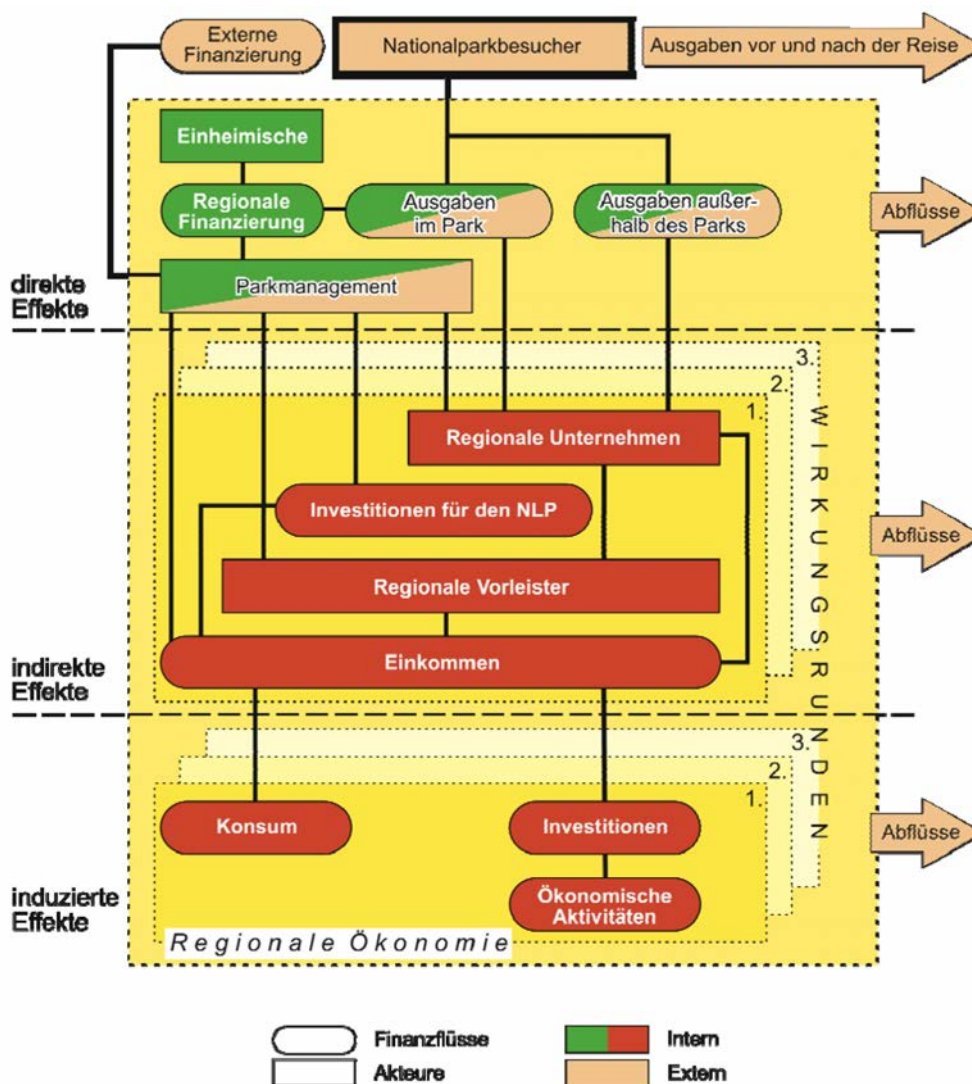 Externe
Finanzierung
Nationalparkbesucher
Ausgaben vor und nach der Reise
Einheimische
Regionale
Finanzierung
Ausgaben
im Park
Ausgaben außer-
halb des Parks
Abflüsse
Parkmanagement
direkte
Effekte
3.
2.
1.
WIRKUNGSRUNDEN
Regionale Unternehmen
Investitionen für den NLP
Abflüsse
Regionale Vorleister
Einkommen
indirekte
Effekte
3.
2.
1.
Konsum
Investitionen
Abflüsse
Ökonomische
Aktivitäten
induzierte
Effekte
Regionale Ökonomie
Finanzflüsse
Intern
Akteure
Extern